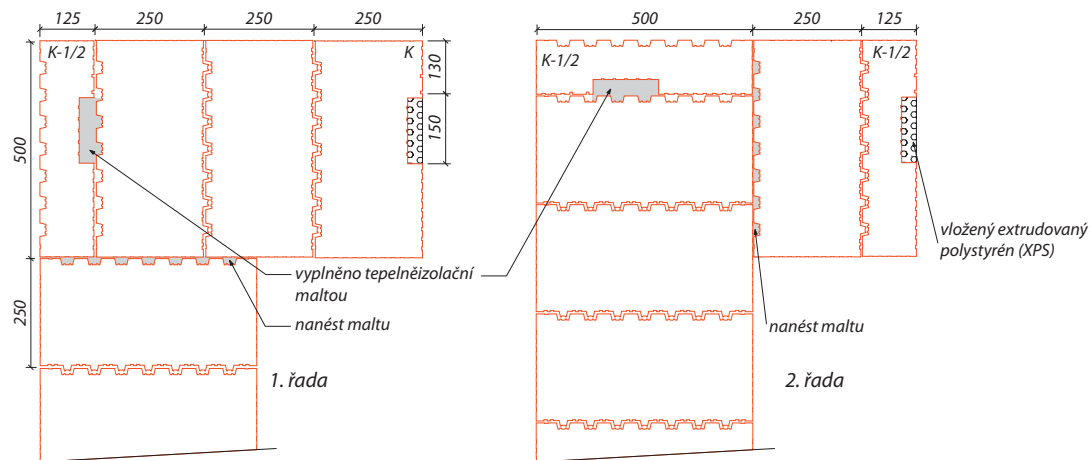 125 250 250 250
500 250 125
K-1/2 K
K-1/2 K-1/2
130
150
500
250
vložený extrudovaný
polystyrén (XPS)
vyplněno tepelněizolační
maltou
nanést maltu
nanést maltu
1. řada
2. řada